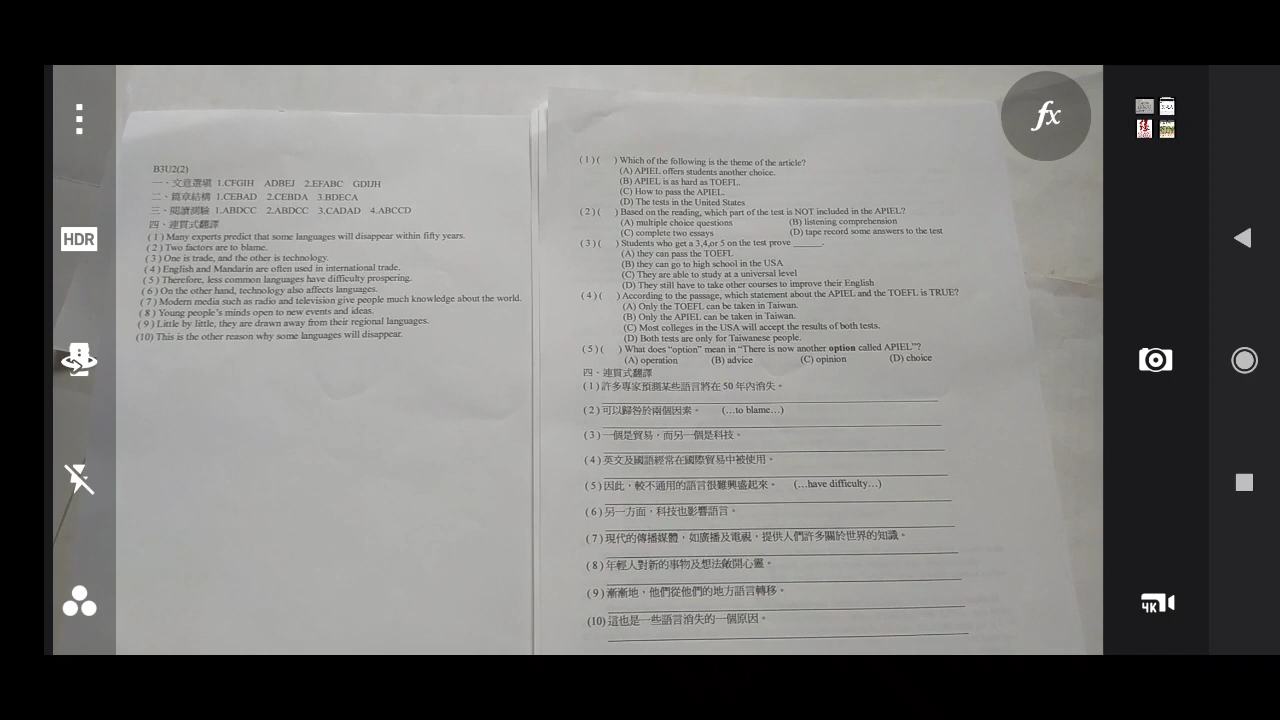 HDR
B3U2(2)
一、文意選填 1.CFGIH ADBEJ 2.EFABC GDIJH
二、篇章結構 1.CEBAD 2.CEBDA 3.BDECA
三、閱讀測驗 1.ABDCC 2.ABDCC 3.CADAD 4.ABCCD
四、連貫式翻譯
( 1 ) Many experts predict that some languages will disappear within fifty years.
( 2 ) Two factors are to blame.
( 3 ) One is trade, and the other is technology.
( 4 ) English and Mandarin are often used in international trade.
( 5 ) Therefore, less common languages have difficulty prospering.
( 6 ) On the other hand, technology also affects languages.
( 7 ) Modern media such as radio and television give people much knowledge about the world.
( 8 ) Young people's minds open to new events and ideas.
( 9 ) Little by little, they are drawn away from their regional languages.
(10) This is the other reason why some languages will disappear.
( 1 ) ( ) Which of the following is the theme of the article?
(A) APIEL offers students another choice.
(B) APIEL is as hard as TOEFL.
(C) How to pass the APIEL.
(D) The tests in the United States
( 2 ) ( ) Based on the reading, which part of the test is NOT included in the APIEL?
(A) multiple choice questions (B) listening comprehension
(C) complete two essays (D) tape record some answers to the test
( 3 ) ( ) Students who get a 3,4,or 5 on the test prove ______.
(A) they can pass the TOEFL
(B) they can go to high school in the USA
(C) They are able to study at a universal level
(D) They still have to take other courses to improve their English
( 4 ) ( ) According to the passage, which statement about the APIEL and the TOEFL is TRUE?
(A) Only the TOEFL can be taken in Taiwan.
(B) Only the APIEL can be taken in Taiwan.
(C) Most colleges in the USA will accept the results of both tests.
(D) Both tests are only for Taiwanese people.
( 5 ) ( ) What does "option" mean in "There is now another option called APIEL"?
(A) operation (B) advice (C) opinion (D) choice
四、連貫式翻譯
( 1 ) 許多專家預測某些語言將在 50 年內消失。
( 2 ) 可以歸咎於兩個因素。 (…to blame…)
( 3 ) 一個是貿易，而另一個是科技。
( 4 ) 英文及國語經常在國際貿易中被使用。
( 5 ) 因此，較不通用的語言很難興盛起來。 (…have difficulty…)
( 6 ) 另一方面，科技也影響語言。
( 7 ) 現代的傳播媒體，如廣播及電視，提供人們許多關於世界的知識。
( 8 ) 年輕人對新的事物及想法敞開心靈。
( 9 ) 漸漸地，他們從他們的地方語言轉移。
(10) 這也是一些語言消失的一個原因。
fx
4K